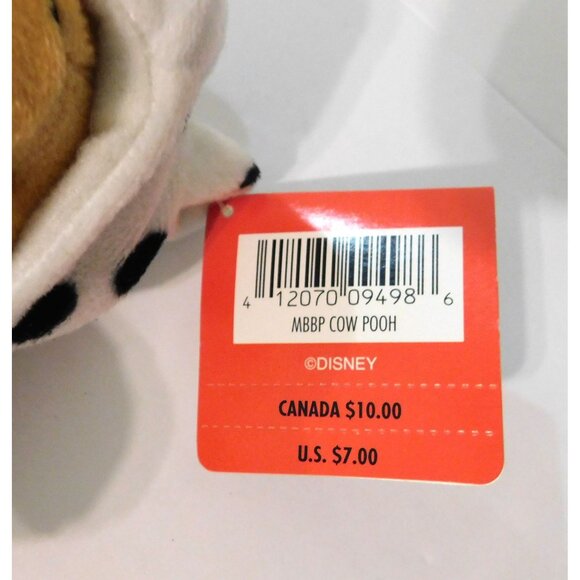 4 12070 09498 6
MBBP COW POOH
©DISNEY
CANADA $10.00
U.S. $7.00